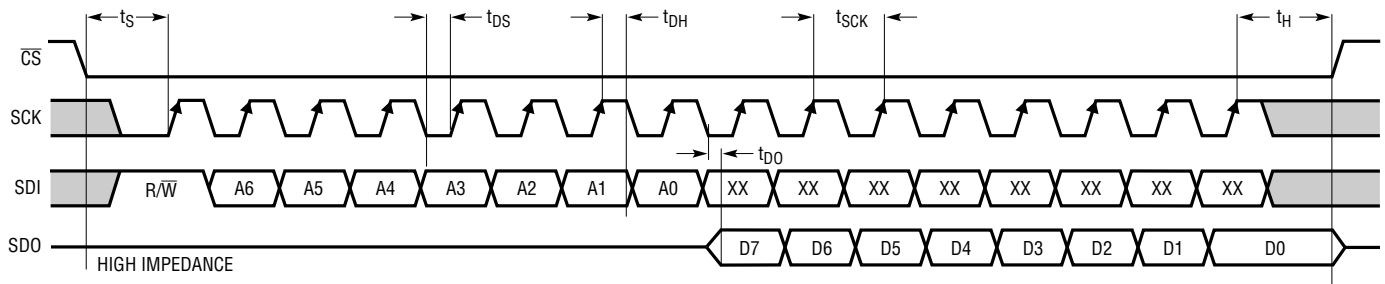 tS tDS tDH tSCK tH
CS
SCK
tDO
SDI R/W A6 A5 A4 A3 A2 A1 A0 XX XX XX XX XX XX XX XX
SDO D7 D6 D5 D4 D3 D2 D1 D0
HIGH IMPEDANCE